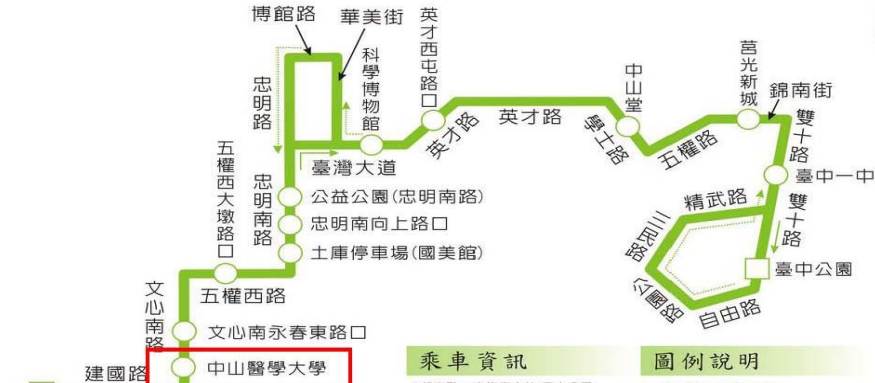 博館路
華美街
英才西屯路口
科學博物館
忠明路
臺灣大道
英才路
英才路
中山堂
學士路
五權路
莒光新城
錦南街
雙十路
臺中一中
精武路
雙十路
三民路
公園路
自由路
臺中公園
五權西大墩路口
忠明南路
公益公園(忠明南路)
忠明南向上路口
土庫停車場(國美館)
五權西路
文心南路
文心南永春東路口
建國路
中山醫學大學
乘車資訊
圖例說明